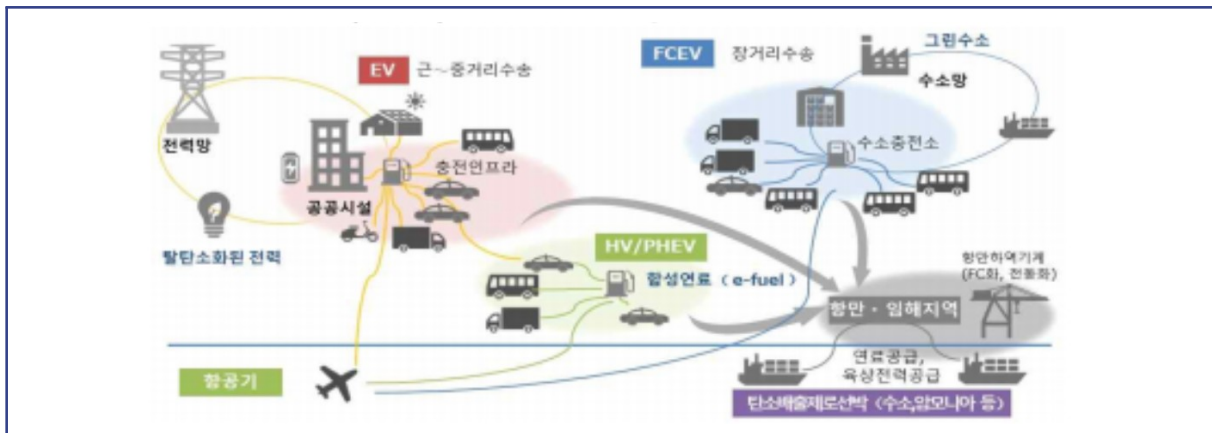 EV 근~중거리수송
FCEV 장거리수송
그린수소
수소망
전력망
수소충전소
충전인프라
공공시설
탈탄소화된 전력
HV/PHEV
합성연료 (e-fuel)
항만하역기계
(FC화, 전동화)
항만 · 임해지역
연료공급,
육상전력공급
항공기
탄소배출제로선박 (수소,암모니아 등)